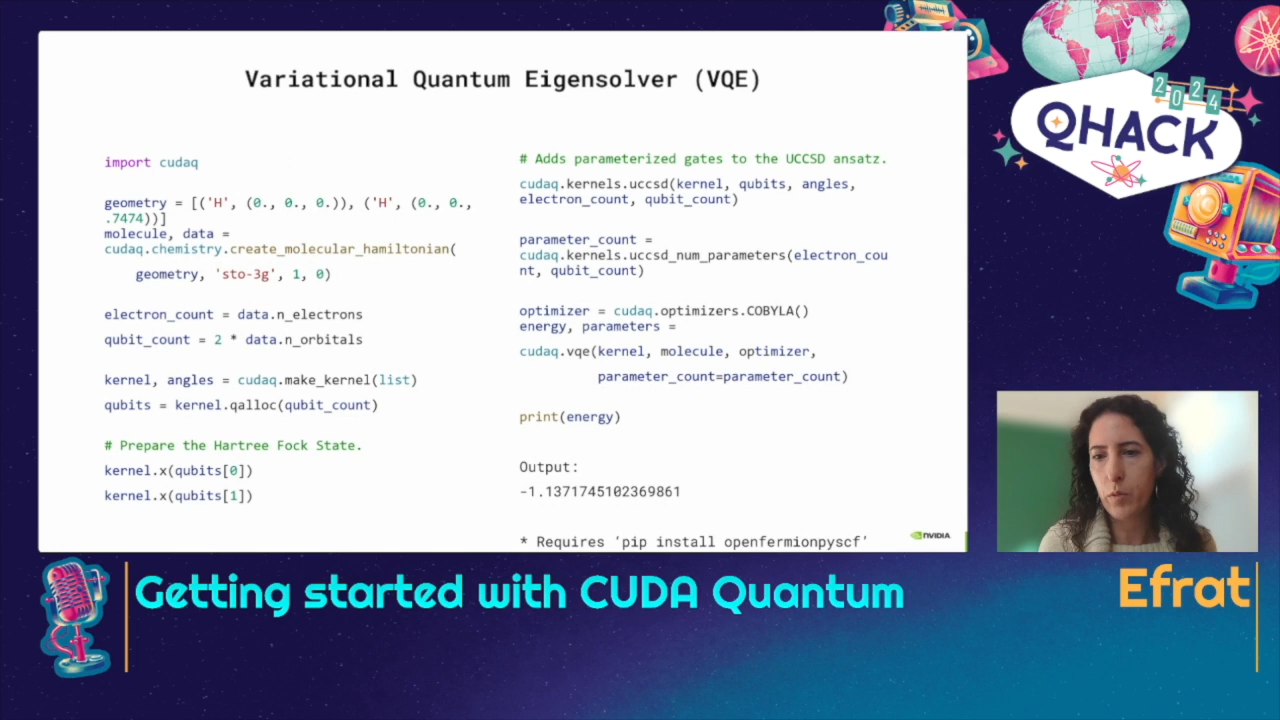 Variational Quantum Eigensolver (VQE)
import cudaq
geometry = [('H', (0., 0., 0.)), ('H', (0., 0.,
.7474))]
molecule, data =
cudaq.chemistry.create_molecular_hamiltonian(
geometry, 'sto-3g', 1, 0)
electron_count = data.n_electrons
qubit_count = 2 * data.n_orbitals
kernel, angles = cudaq.make_kernel(list)
qubits = kernel.qalloc(qubit_count)
# Prepare the Hartree Fock State.
kernel.x(qubits[0])
kernel.x(qubits[1])
# Adds parameterized gates to the UCCSD ansatz.
cudaq.kernels.uccsd(kernel, qubits, angles,
electron_count, qubit_count)
parameter_count =
cudaq.kernels.uccsd_num_parameters(electron_cou
nt, qubit_count)
optimizer = cudaq.optimizers.COBYLA()
energy, parameters =
cudaq.vqe(kernel, molecule, optimizer,
parameter_count=parameter_count)
print(energy)
Output:
-1.1371745102369861
* Requires 'pip install openfermionpyscf'
NVIDIA
2024
QHACK
Getting started with CUDA Quantum
Efrat